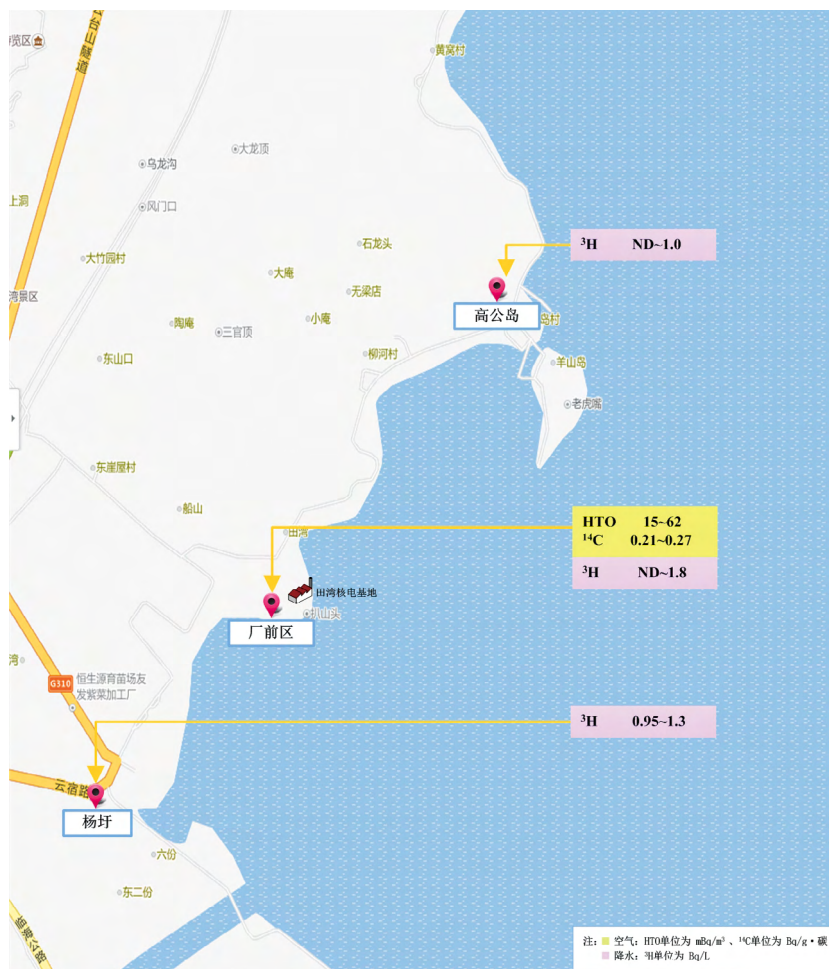 云台山隧道
览区
黄窝村
大龙顶
乌龙沟
上洞
风门口
石龙头
³H ND~1.0
大竹园村
大庵
湾景区
无梁店
高公岛
岛村
陶庵
三官顶
小庵
东山口
柳河村
羊山岛
老虎嘴
东崖屋村
船山
HTO 15~62
¹⁴C 0.21~0.27
田湾
³H ND~1.8
田湾核电基地
扒山头
厂前区
湾
G310
恒生源育苗场友
发紫菜加工厂
³H 0.95~1.3
云宿路
杨圩
六份
东二份
注: 空气: HTO单位为 mBq/m³ 、 ¹⁴C单位为 Bq/g·碳
降水: ³H单位为 Bq/L